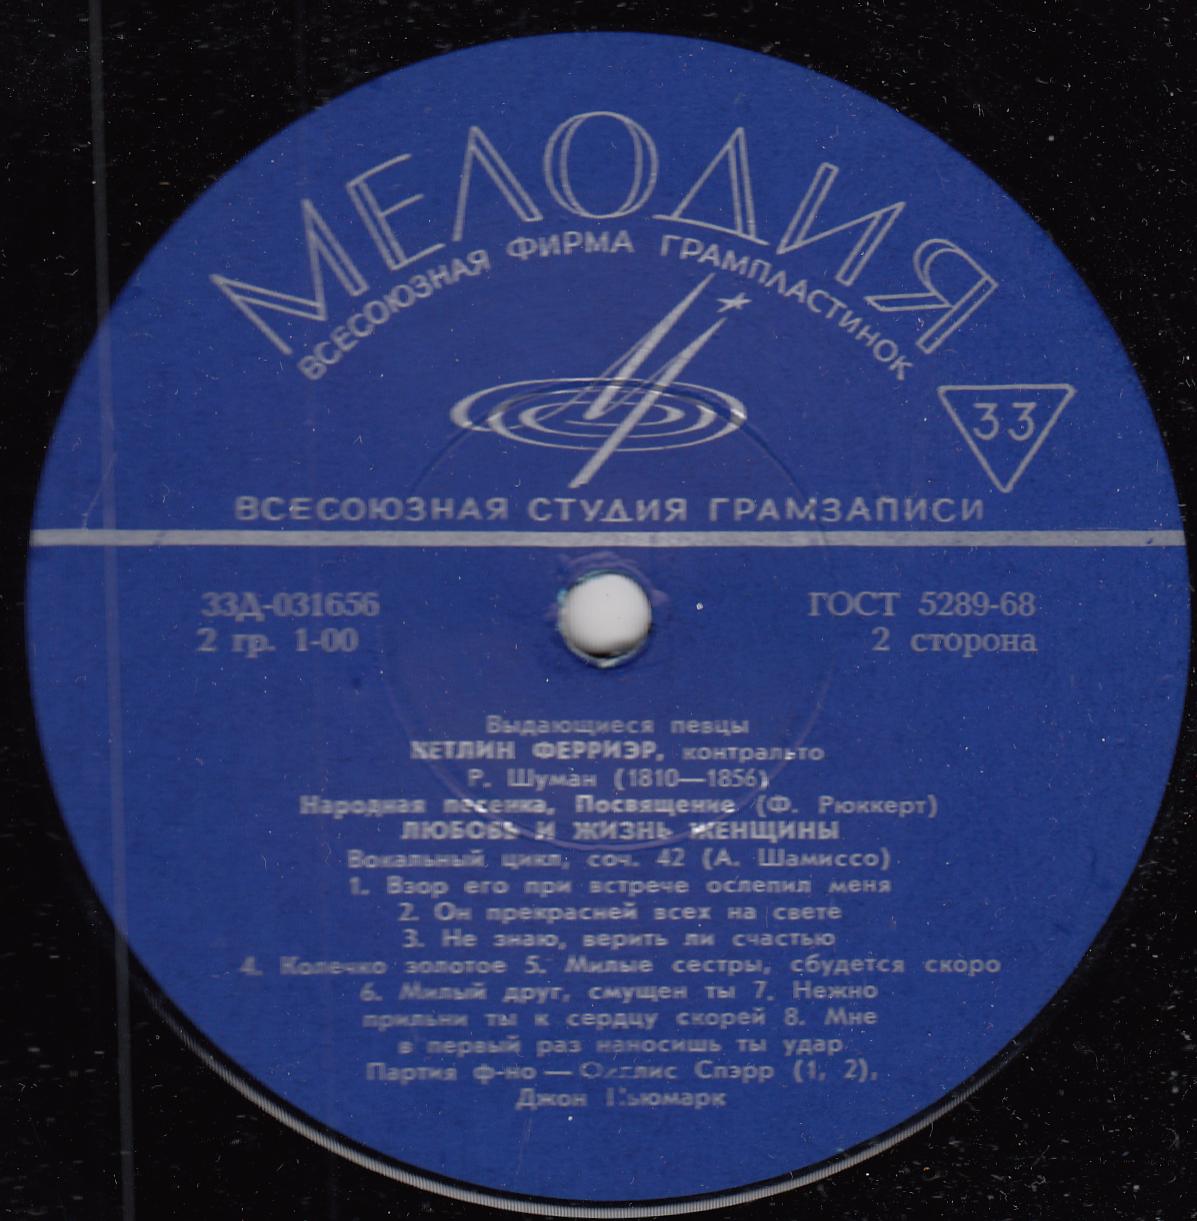 МЕЛОДИЯ
ВСЕСОЮЗНАЯ ФИРМА ГРАМПЛАСТИНОК
33
ВСЕСОЮЗНАЯ СТУДИЯ ГРАМЗАПИСИ
33Д-031656
ГОСТ 5289-68
2 гр. 1-00
2 сторона
Выдающиеся певцы
КЕТЛИН ФЕРРИЭР, контральто
Р. Шуман (1810—1856)
Народная песенка, Посвящение (Ф. Рюккерт)
ЛЮБОВЬ И ЖИЗНЬ ЖЕНЩИНЫ
Вокальный цикл, соч. 42 (А. Шамиссо)
1. Взор его при встрече ослепил меня
2. Он прекрасней всех на свете
3. Не знаю, верить ли счастью
4. Колечко золотое 5. Милые сестры, сбудется скоро
6. Милый друг, смущен ты 7. Нежно
прильни ты к сердцу скорей 8. Мне
в первый раз наносишь ты удар
Партия ф-но — Спэрр (1, 2),
Джон Ньюмарк